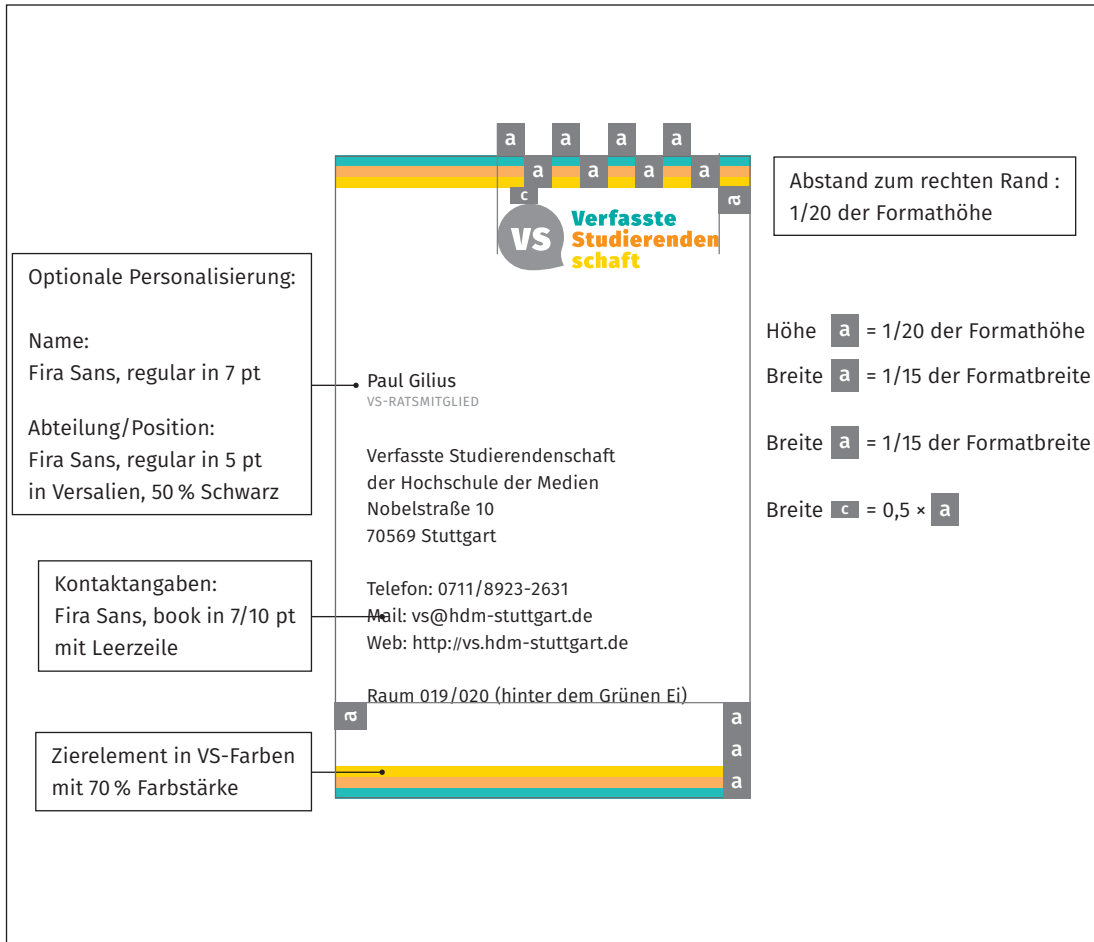 a a a a
a a a a
c
a
VS
Verfasste
Studierenden
schaft
Abstand zum rechten Rand :
1/20 der Formathöhe
Optionale Personalisierung:
Name:
Fira Sans, regular in 7 pt
Abteilung/Position:
Fira Sans, regular in 5 pt
in Versalien, 50 % Schwarz
Höhe a = 1/20 der Formathöhe
Breite a = 1/15 der Formatbreite
Breite a = 1/15 der Formatbreite
Breite c = 0,5 × a
Paul Gilius
VS-RATSMITGLIED
Verfasste Studierendenschaft
der Hochschule der Medien
Nobelstraße 10
70569 Stuttgart
Kontaktangaben:
Fira Sans, book in 7/10 pt
mit Leerzeile
Telefon: 0711/8923-2631
Mail: vs@hdm-stuttgart.de
Web: http://vs.hdm-stuttgart.de
Raum 019/020 (hinter dem Grünen Ei)
a
a
a
a
Zierelement in VS-Farben
mit 70 % Farbstärke